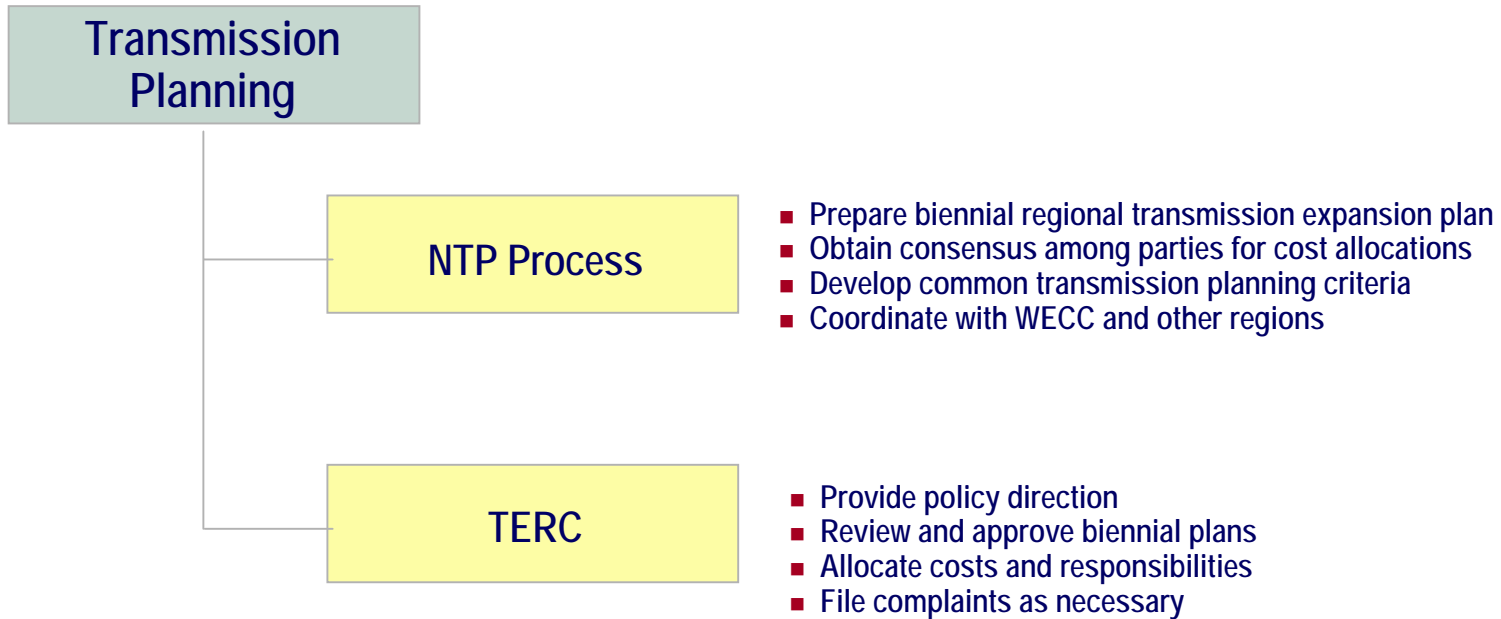 Transmission
Planning
NTP Process
■ Prepare biennial regional transmission expansion plan
■ Obtain consensus among parties for cost allocations
■ Develop common transmission planning criteria
■ Coordinate with WECC and other regions
TERC
■ Provide policy direction
■ Review and approve biennial plans
■ Allocate costs and responsibilities
■ File complaints as necessary